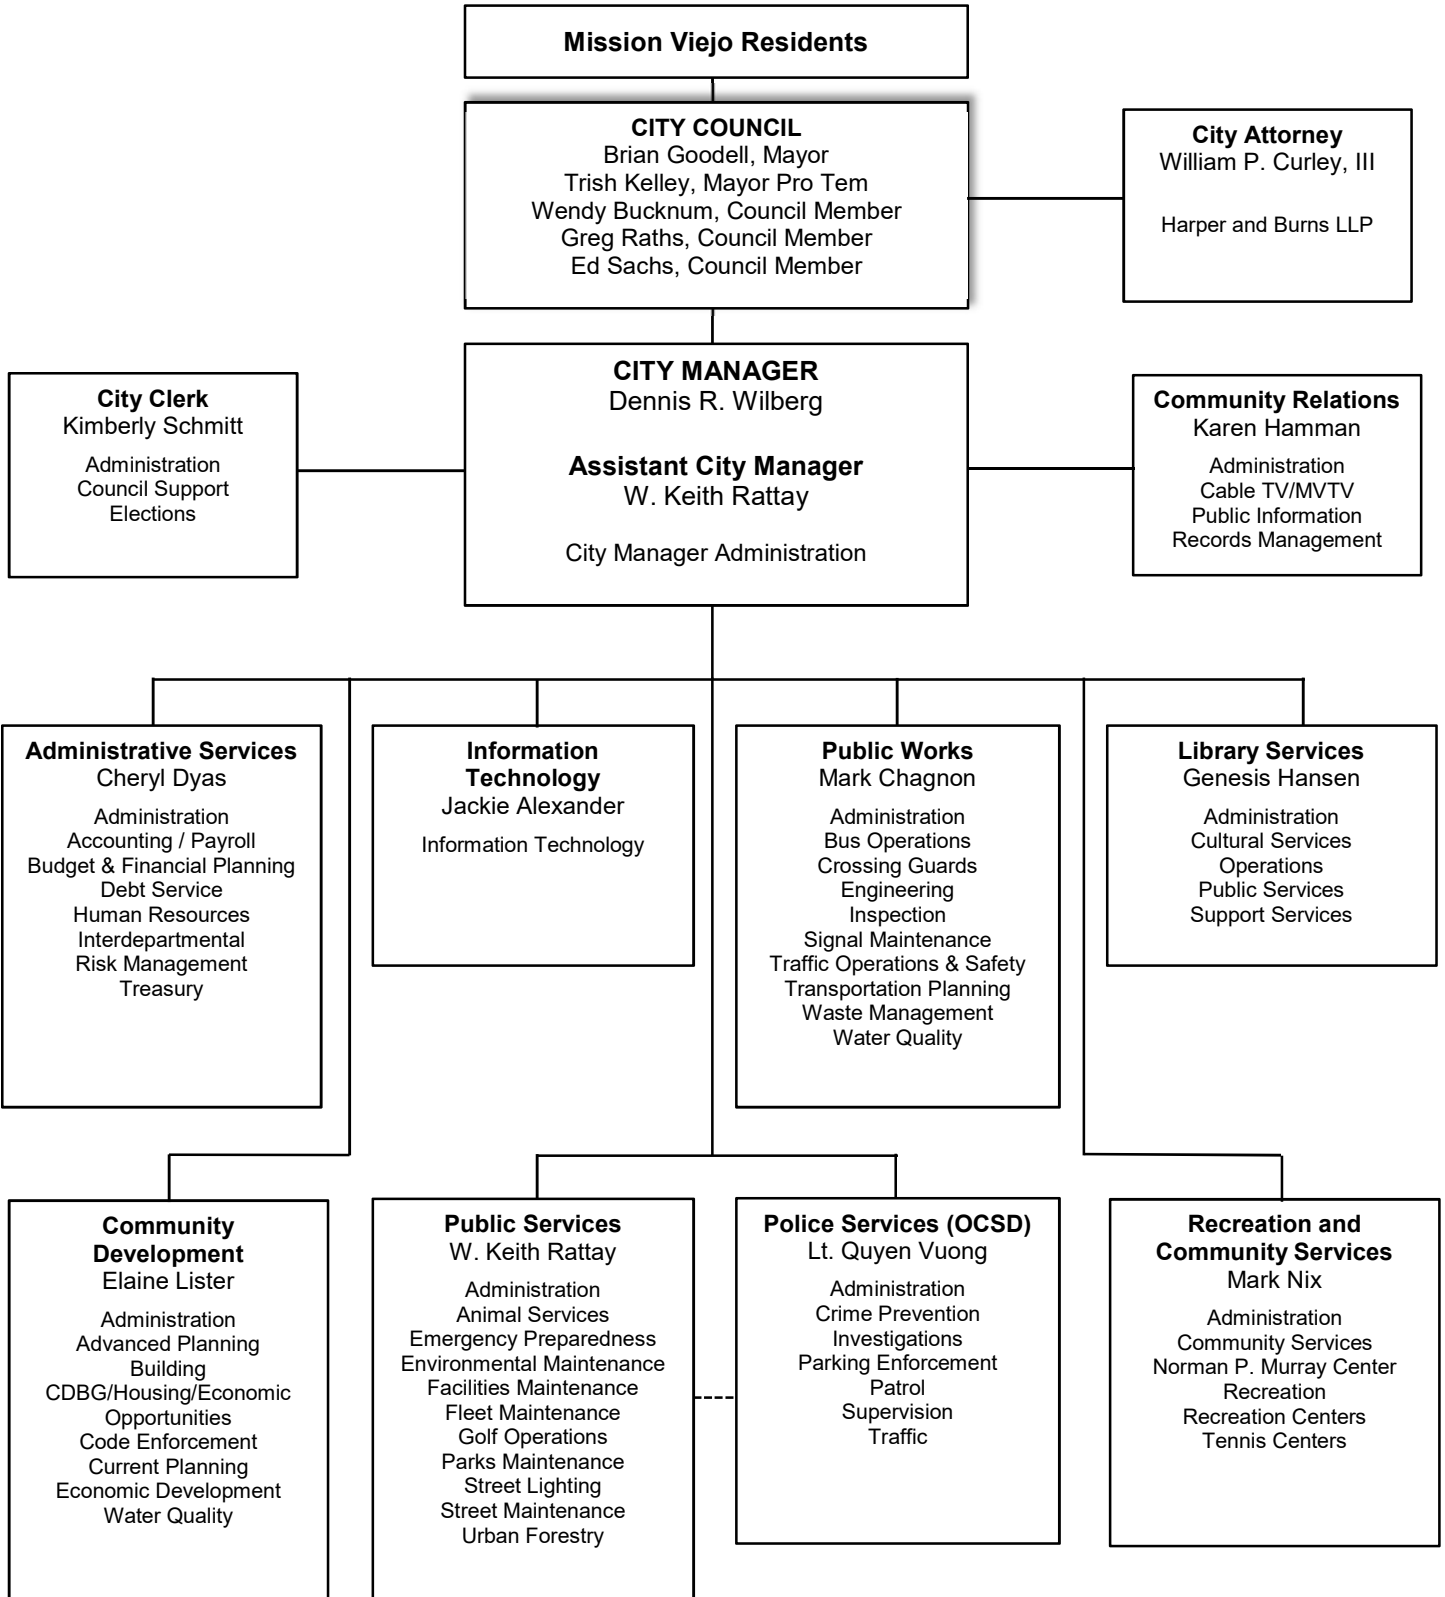 Mission Viejo Residents
CITY COUNCIL
Brian Goodell, Mayor
Trish Kelley, Mayor Pro Tem
Wendy Bucknum, Council Member
Greg Raths, Council Member
Ed Sachs, Council Member
City Attorney
William P. Curley, III
Harper and Burns LLP
City Clerk
Kimberly Schmitt
Administration
Council Support
Elections
CITY MANAGER
Dennis R. Wilberg
Assistant City Manager
W. Keith Rattay
City Manager Administration
Community Relations
Karen Hamman
Administration
Cable TV/MVTV
Public Information
Records Management
Administrative Services
Cheryl Dyas
Administration
Accounting / Payroll
Budget & Financial Planning
Debt Service
Human Resources
Interdepartmental
Risk Management
Treasury
Information
Technology
Jackie Alexander
Information Technology
Public Works
Mark Chagnon
Administration
Bus Operations
Crossing Guards
Engineering
Inspection
Signal Maintenance
Traffic Operations & Safety
Transportation Planning
Waste Management
Water Quality
Library Services
Genesis Hansen
Administration
Cultural Services
Operations
Public Services
Support Services
Community
Development
Elaine Lister
Administration
Advanced Planning
Building
CDBG/Housing/Economic
Opportunities
Code Enforcement
Current Planning
Economic Development
Water Quality
Public Services
W. Keith Rattay
Administration
Animal Services
Emergency Preparedness
Environmental Maintenance
Facilities Maintenance
Fleet Maintenance
Golf Operations
Parks Maintenance
Street Lighting
Street Maintenance
Urban Forestry
Police Services (OCSD)
Lt. Quyen Vuong
Administration
Crime Prevention
Investigations
Parking Enforcement
Patrol
Supervision
Traffic
Recreation and
Community Services
Mark Nix
Administration
Community Services
Norman P. Murray Center
Recreation
Recreation Centers
Tennis Centers